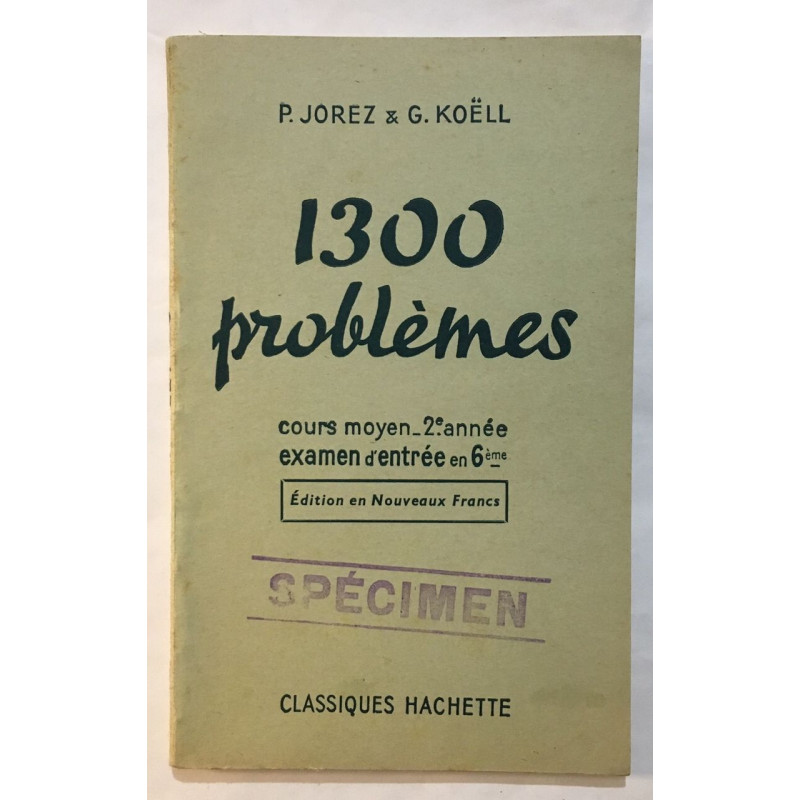 P. JOREZ & G. KOËLL
1300
problèmes
cours moyen_2e année
examen d'entrée en 6ème
Édition en Nouveaux Francs
SPÉCIMEN
CLASSIQUES HACHETTE